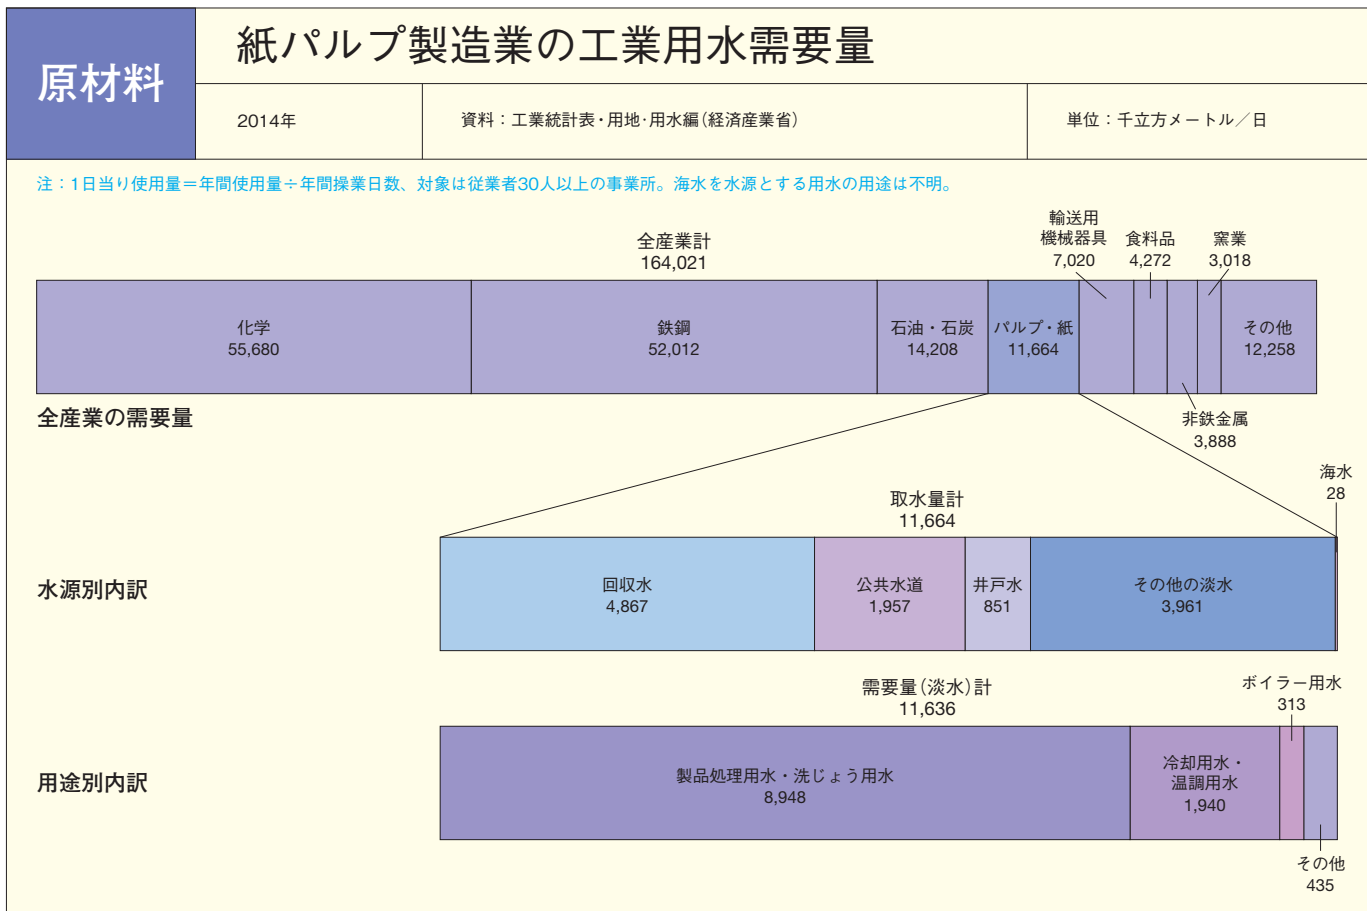 原材料
紙パルプ製造業の工業用水需要量
2014年
資料：工業統計表・用地・用水編（経済産業省）
単位：千立方メートル／日
注：1日当り使用量＝年間使用量÷年間操業日数、対象は従業者30人以上の事業所。海水を水源とする用水の用途は不明。
全産業計
164,021
輸送用
機械器具
7,020
食料品
4,272
窯業
3,018
化学
55,680
鉄鋼
52,012
石油・石炭
14,208
パルプ・紙
11,664
その他
12,258
非鉄金属
3,888
全産業の需要量
取水量計
11,664
海水
28
水源別内訳
回収水
4,867
公共水道
1,957
井戸水
851
その他の淡水
3,961
需要量（淡水）計
11,636
ボイラー用水
313
用途別内訳
製品処理用水・洗じょう用水
8,948
冷却用水・
温調用水
1,940
その他
435